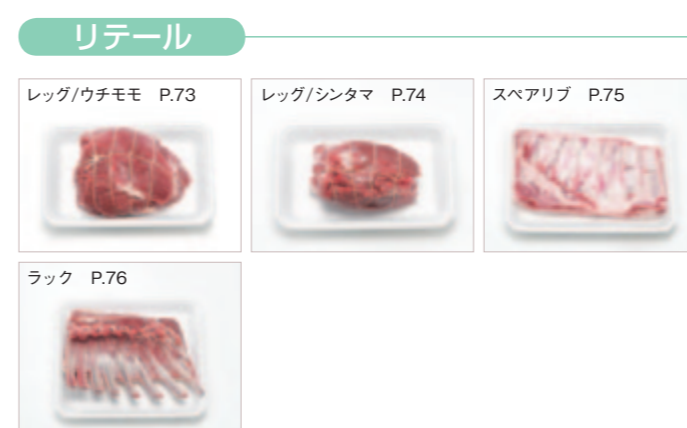 リテール
レッグ/ウチモモ P.73
レッグ/シンタマ P.74
スペアリブ P.75
ラック P.76